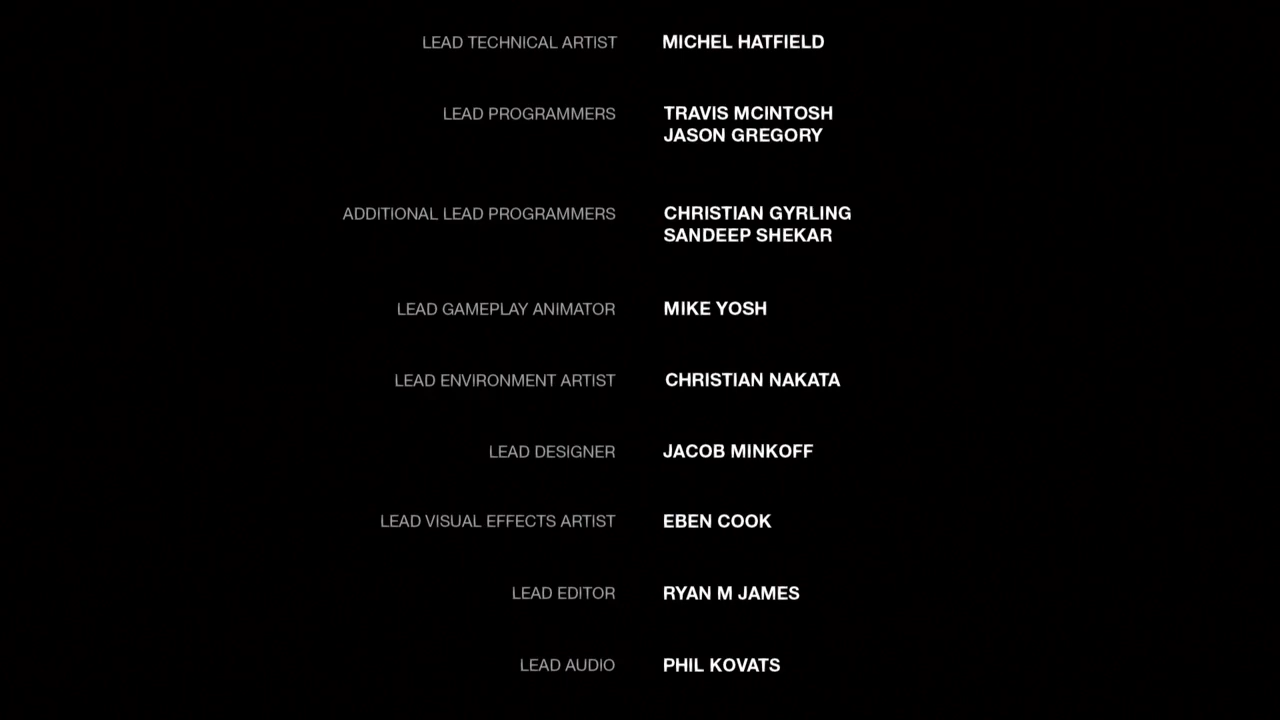 LEAD TECHNICAL ARTIST MICHEL HATFIELD
LEAD PROGRAMMERS TRAVIS MCINTOSH
JASON GREGORY
ADDITIONAL LEAD PROGRAMMERS CHRISTIAN GYRLING
SANDEEP SHEKAR
LEAD GAMEPLAY ANIMATOR MIKE YOSH
LEAD ENVIRONMENT ARTIST CHRISTIAN NAKATA
LEAD DESIGNER JACOB MINKOFF
LEAD VISUAL EFFECTS ARTIST EBEN COOK
LEAD EDITOR RYAN M JAMES
LEAD AUDIO PHIL KOVATS